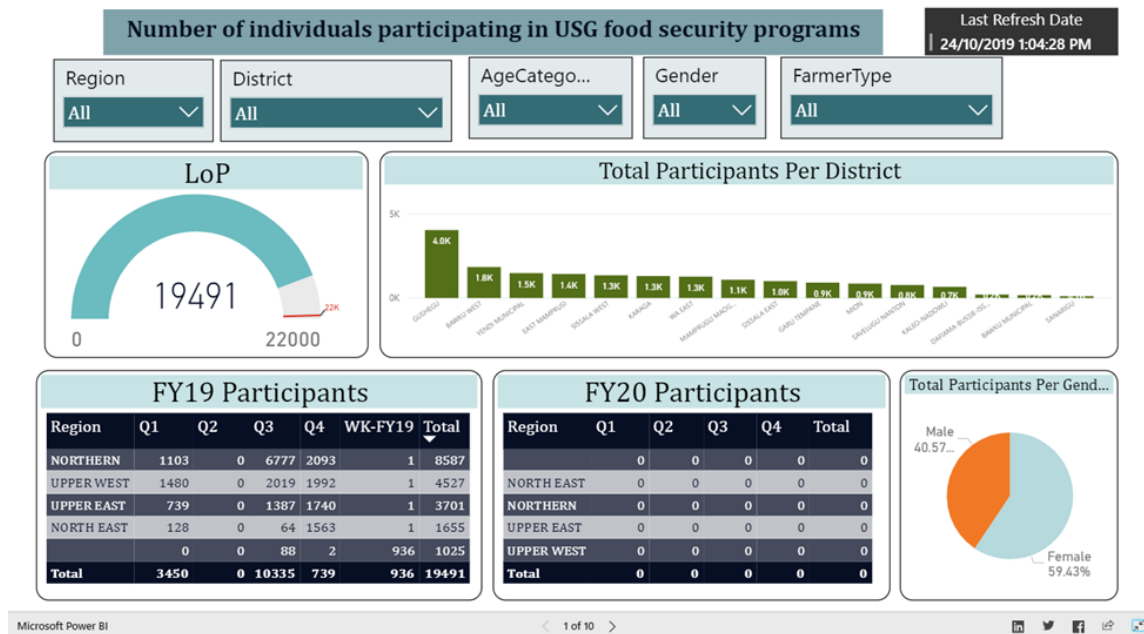 Number of individuals participating in USG food security programs
Last Refresh Date
24/10/2019 1:04:28 PM
Region
All
District
All
AgeCatego...
All
Gender
All
FarmerType
All
LoP
19491
22K
0
22000
Total Participants Per District
5K
0K
4.0K
1.8K
1.5K
1.4K
1.3K
1.3K
1.3K
1.1K
1.0K
0.9K
0.9K
0.8K
0.7K
GUSHEGU
BAWKU WEST
YENDI MUNICIPAL
EAST MAMPRUSI
SISSALA WEST
KARAGA
WA EAST
MAMPRUGU MAOG...
SISSALA EAST
GARU TEMPANE
MION
SAVELUGU NANTON
KALEO-NADOWLI
DAFIAMA-BUSSIE-ISC...
BAWKU MUNICIPAL
SANARIGU
FY19 Participants
Region Q1 Q2 Q3 Q4 WK-FY19 Total
NORTHERN 1103 0 6777 2093 1 8587
UPPER WEST 1480 0 2019 1992 1 4527
UPPER EAST 739 0 1387 1740 1 3701
NORTH EAST 128 0 64 1563 1 1655
0 0 88 2 936 1025
Total 3450 0 10335 739 936 19491
FY20 Participants
Region Q1 Q2 Q3 Q4 Total
0 0 0 0 0
NORTH EAST 0 0 0 0 0
NORTHERN 0 0 0 0 0
UPPER EAST 0 0 0 0 0
UPPER WEST 0 0 0 0 0
Total 0 0 0 0 0
Total Participants Per Gend...
Male
40.57...
Female
59.43%
Microsoft Power BI
1 of 10